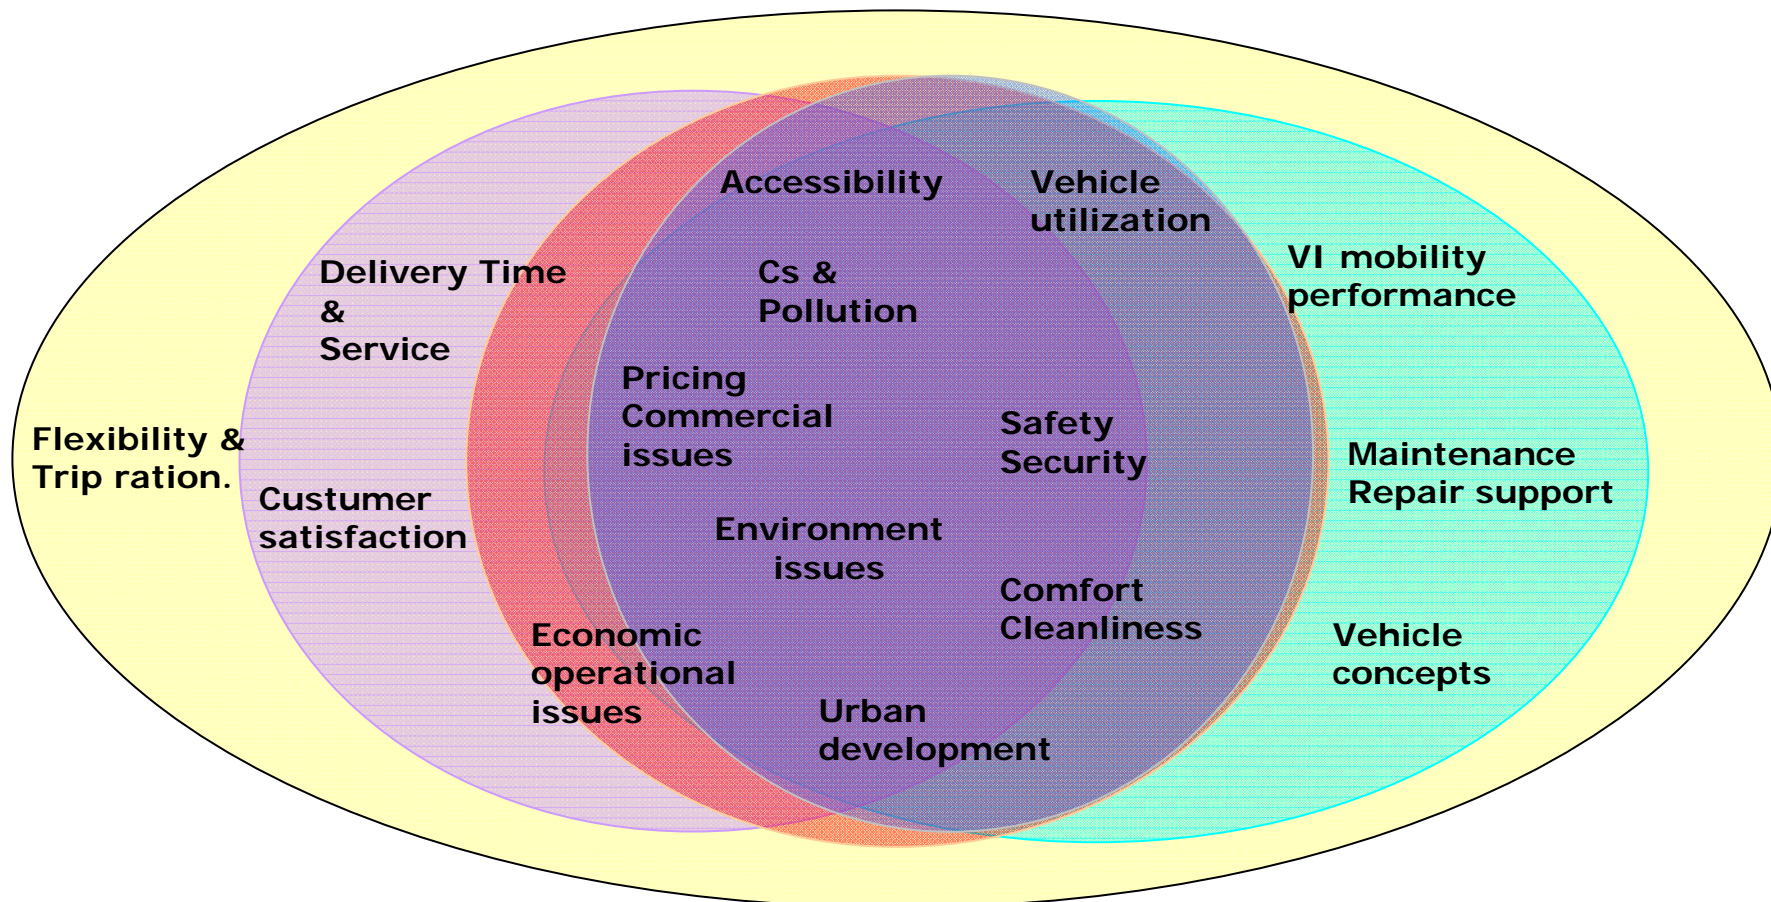 Accessibility
Vehicle
utilization
Delivery Time
&
Service
Cs &
Pollution
VI mobility
performance
Pricing
Commercial
issues
Safety
Security
Flexibility &
Trip ration.
Maintenance
Repair support
Custumer
satisfaction
Environment
issues
Comfort
Cleanliness
Economic
operational
issues
Vehicle
concepts
Urban
development